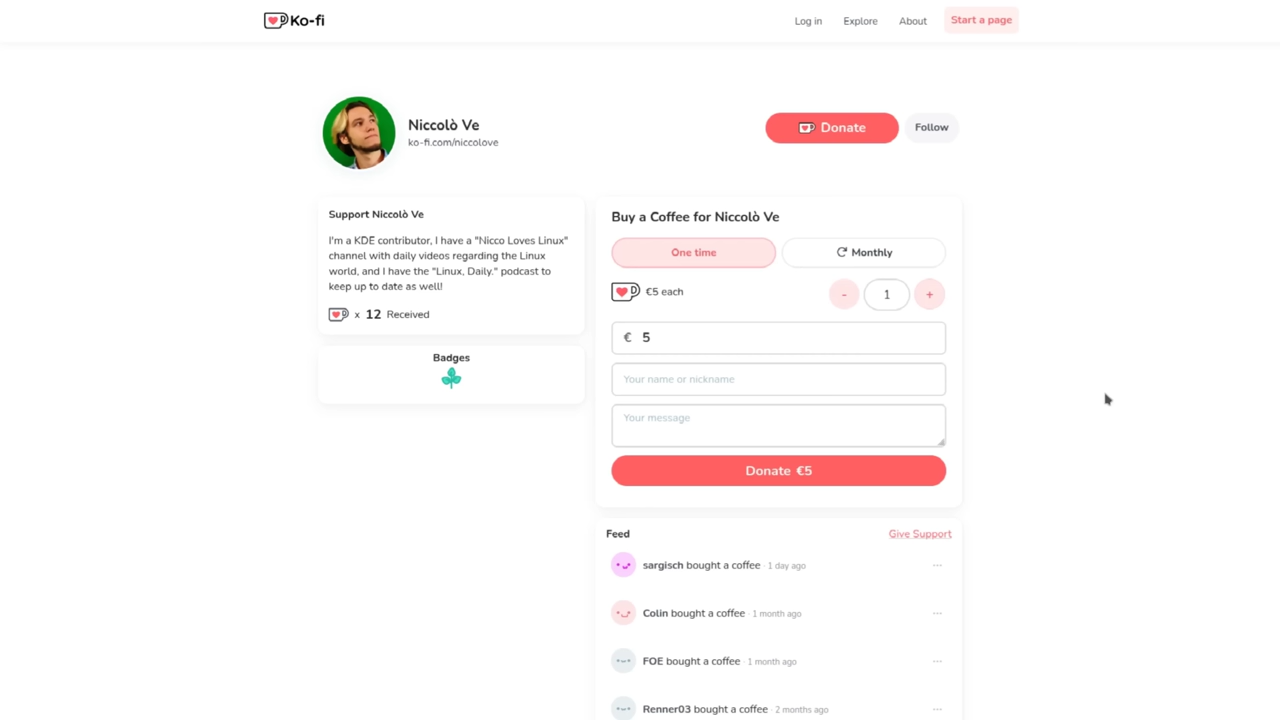 Ko-fi
Log in
Explore
About
Start a page
Niccolò Ve
ko-fi.com/niccolove
Donate
Follow
Support Niccolò Ve
I'm a KDE contributor, I have a "Nicco Loves Linux"
channel with daily videos regarding the Linux
world, and I have the "Linux, Daily." podcast to
keep up to date as well!
x 12 Received
Badges
Buy a Coffee for Niccolò Ve
One time
Monthly
€5 each
- 1 +
€ 5
Your name or nickname
Your message
Donate €5
Feed
Give Support
sargisch bought a coffee · 1 day ago
Colin bought a coffee · 1 month ago
FOE bought a coffee · 1 month ago
Renner03 bought a coffee · 2 months ago